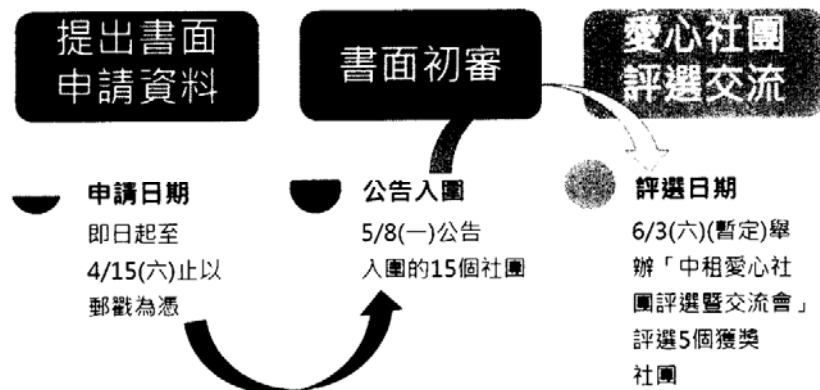 提出書面
申請資料
書面初審
愛心社團
評選交流
申請日期
即日起至
4/15(六)止以
郵戳為憑
公告入圍
5/8(一)公告
入圍的15個社團
評選日期
6/3(六)(暫定)舉
辦「中租愛心社
團評選暨交流會」
評選5個獲獎
社團